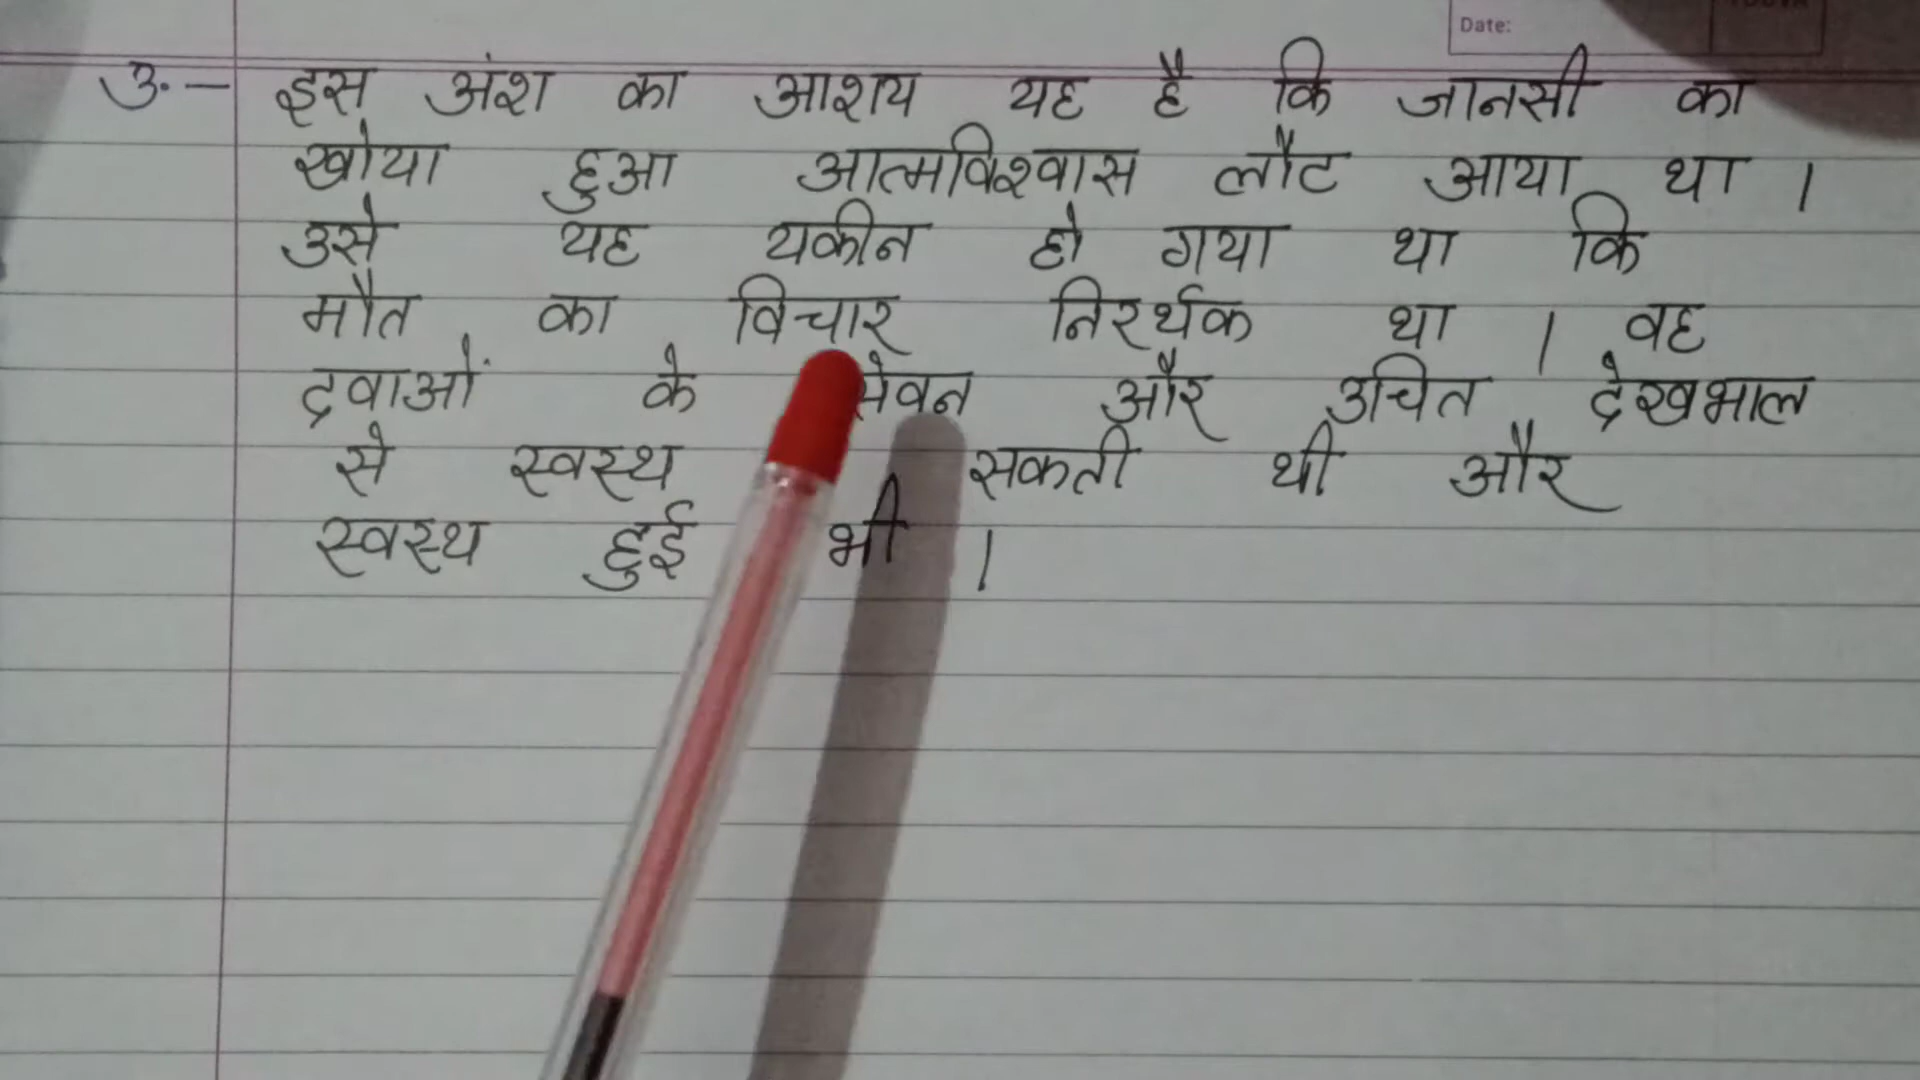 Date:
उ.— इस अंश का आशय यह है कि जानसी का
खोया हुआ आत्मविश्वास लौट आया था ।
उसे यह यकीन हो गया था कि
मौत का विचार निरर्थक था । वह
दवाओं के सेवन और उचित देखभाल
से स्वस्थ सकती थी और
स्वस्थ हुई भी ।